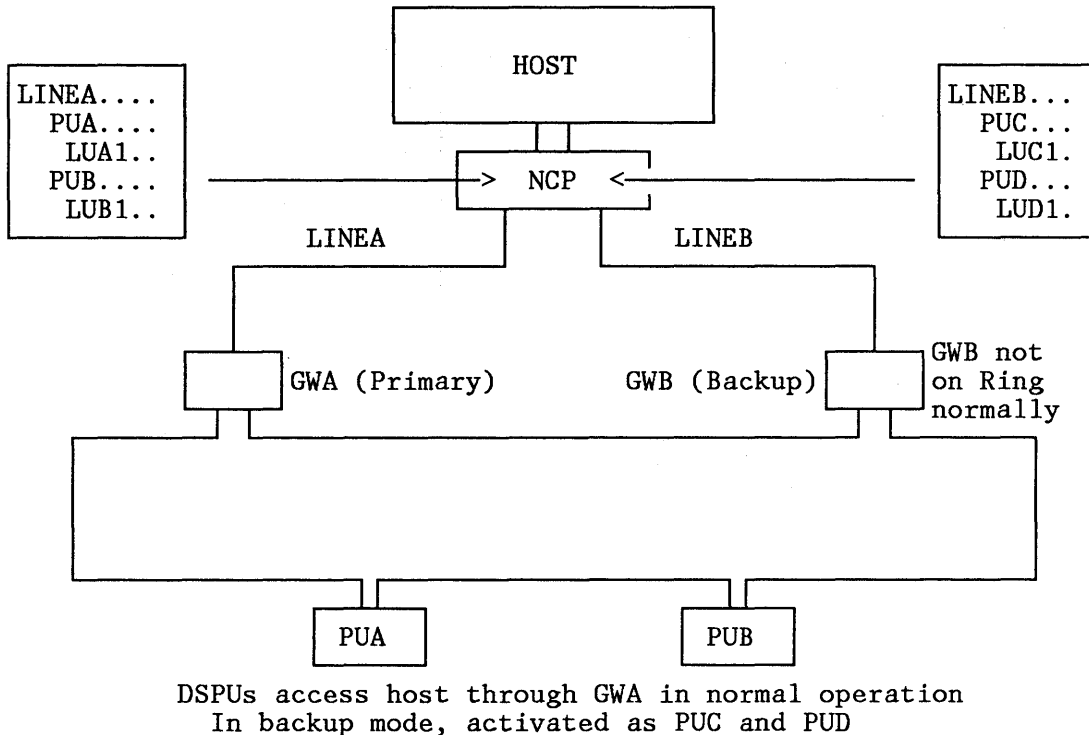 HOST
LINEA....
PUA....
LUA1..
PUB....
LUB1..
LINEB...
PUC...
LUC1.
PUD...
LUD1.
> NCP <
LINEA
LINEB
GWA (Primary)
GWB (Backup)
GWB not
on Ring
normally
PUA
PUB
DSPUs access host through GWA in normal operation
In backup mode, activated as PUC and PUD